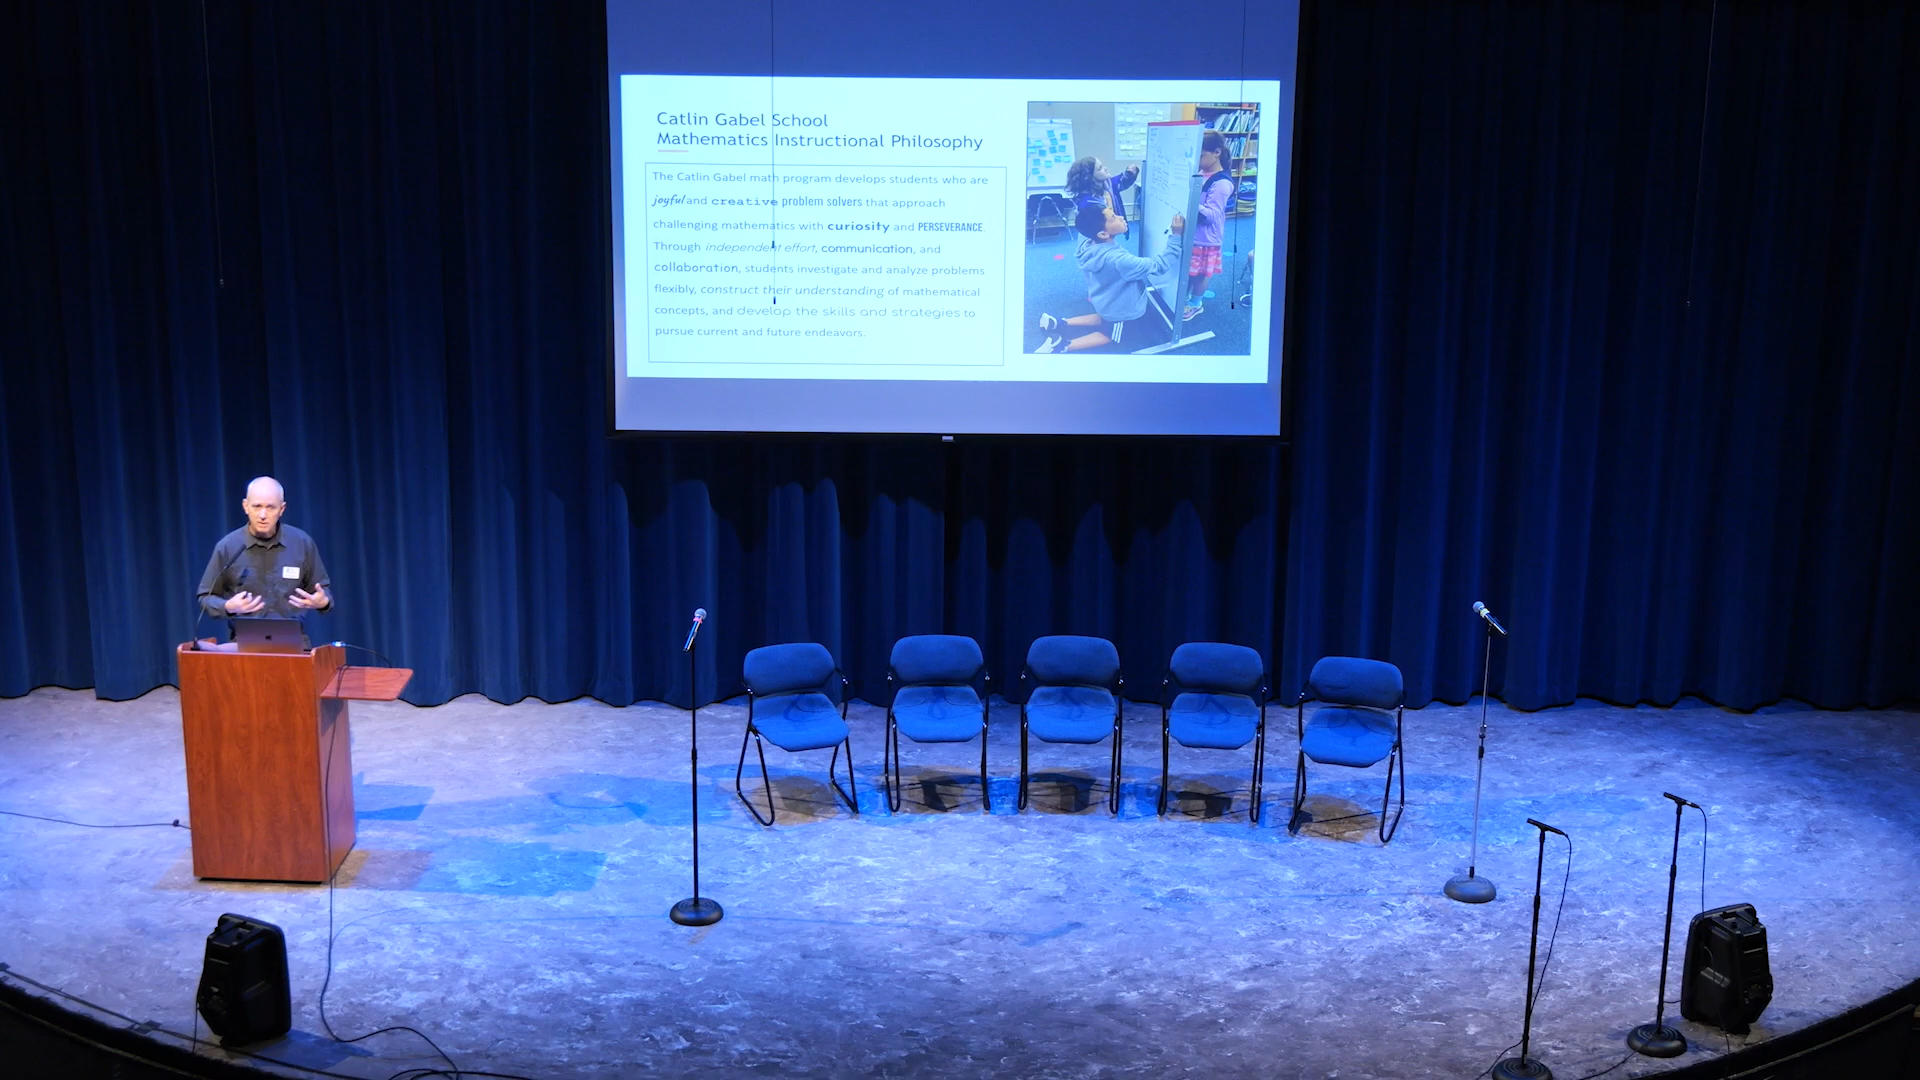 Catlin Gabel School
Mathematics Instructional Philosophy
The Catlin Gabel math program develops students who are
joyful and creative problem solvers that approach
challenging mathematics with curiosity and PERSEVERANCE.
Through independent effort, communication, and
collaboration, students investigate and analyze problems
flexibly, construct their understanding of mathematical
concepts, and develop the skills and strategies to
pursue current and future endeavors.